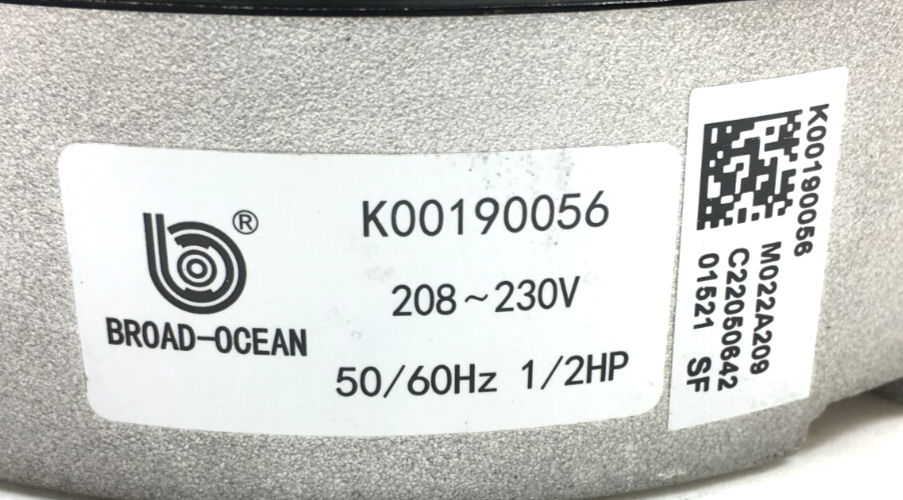 ®
BROAD-OCEAN
K00190056
208~230V
50/60Hz 1/2HP
K00190056
M022A209
C22050642
01521 SF